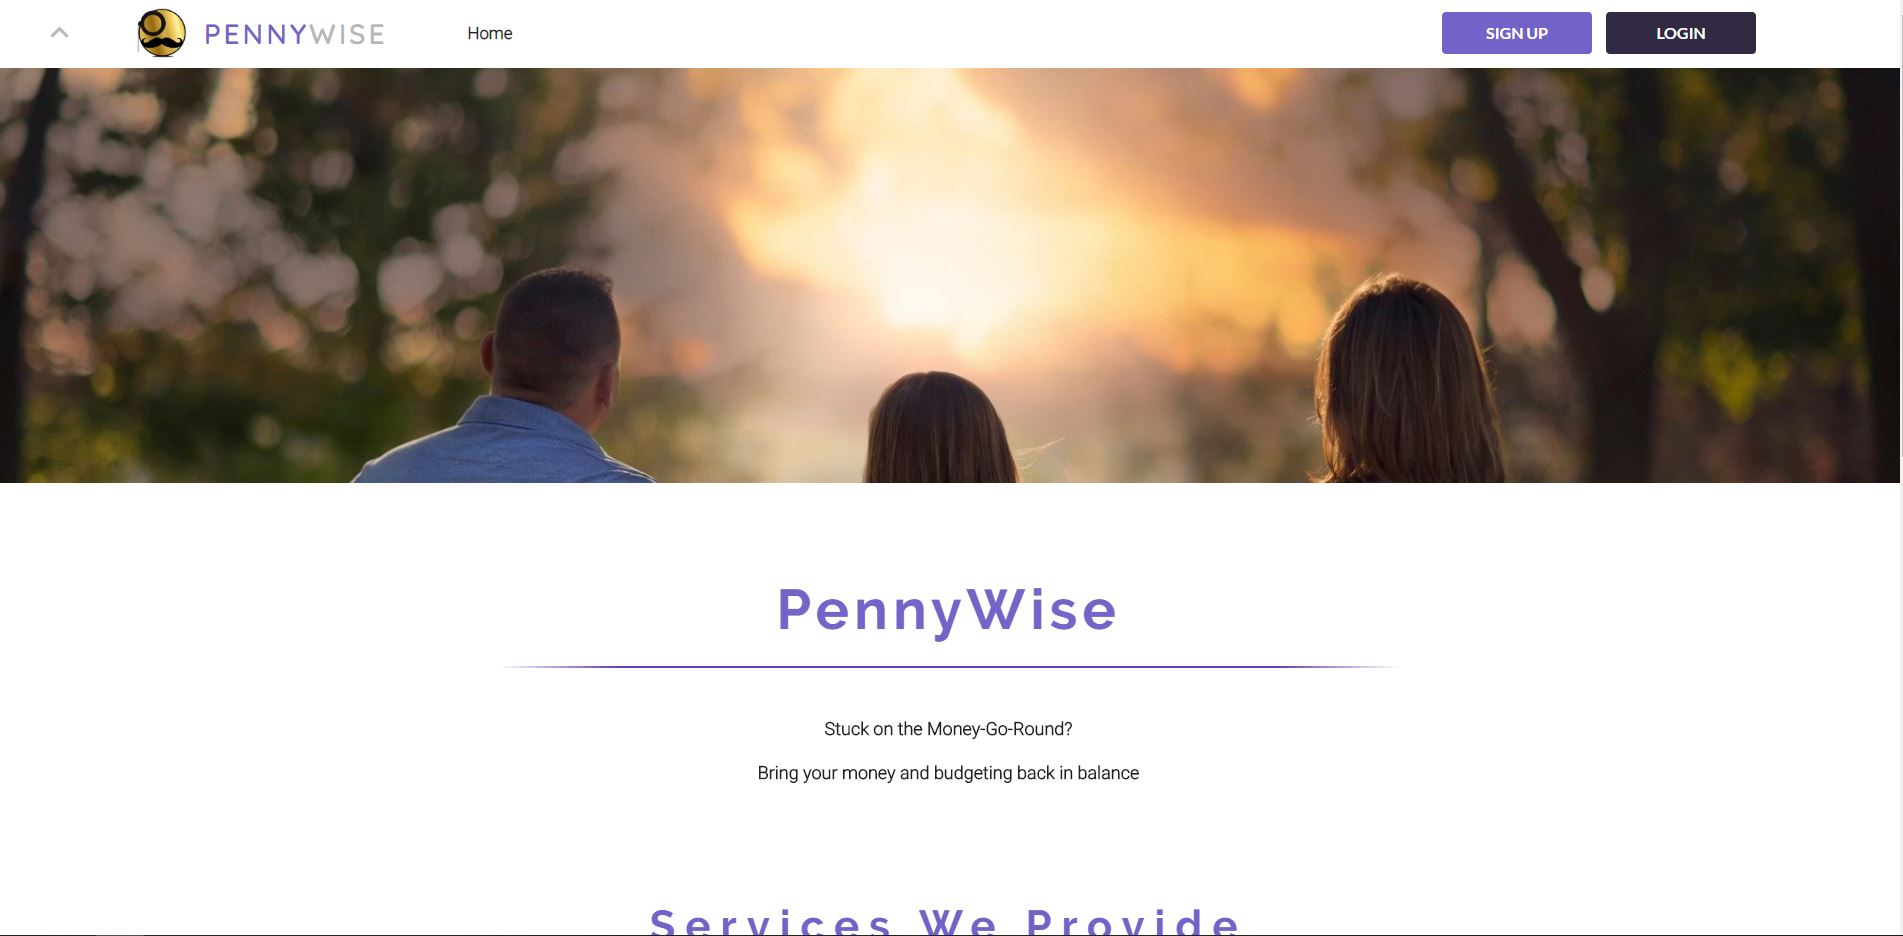 PENNYWISE
Home
SIGN UP
LOGIN
PennyWise
Stuck on the Money-Go-Round?
Bring your money and budgeting back in balance
Services We Provide